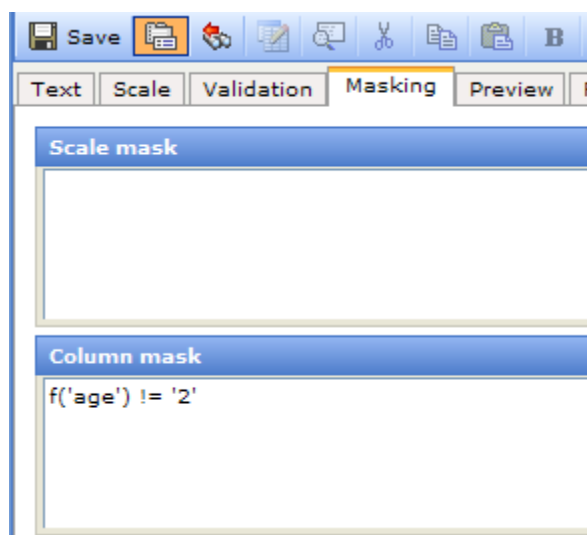 Save B
Text Scale Validation Masking Preview
Scale mask
Column mask
f('age') != '2'